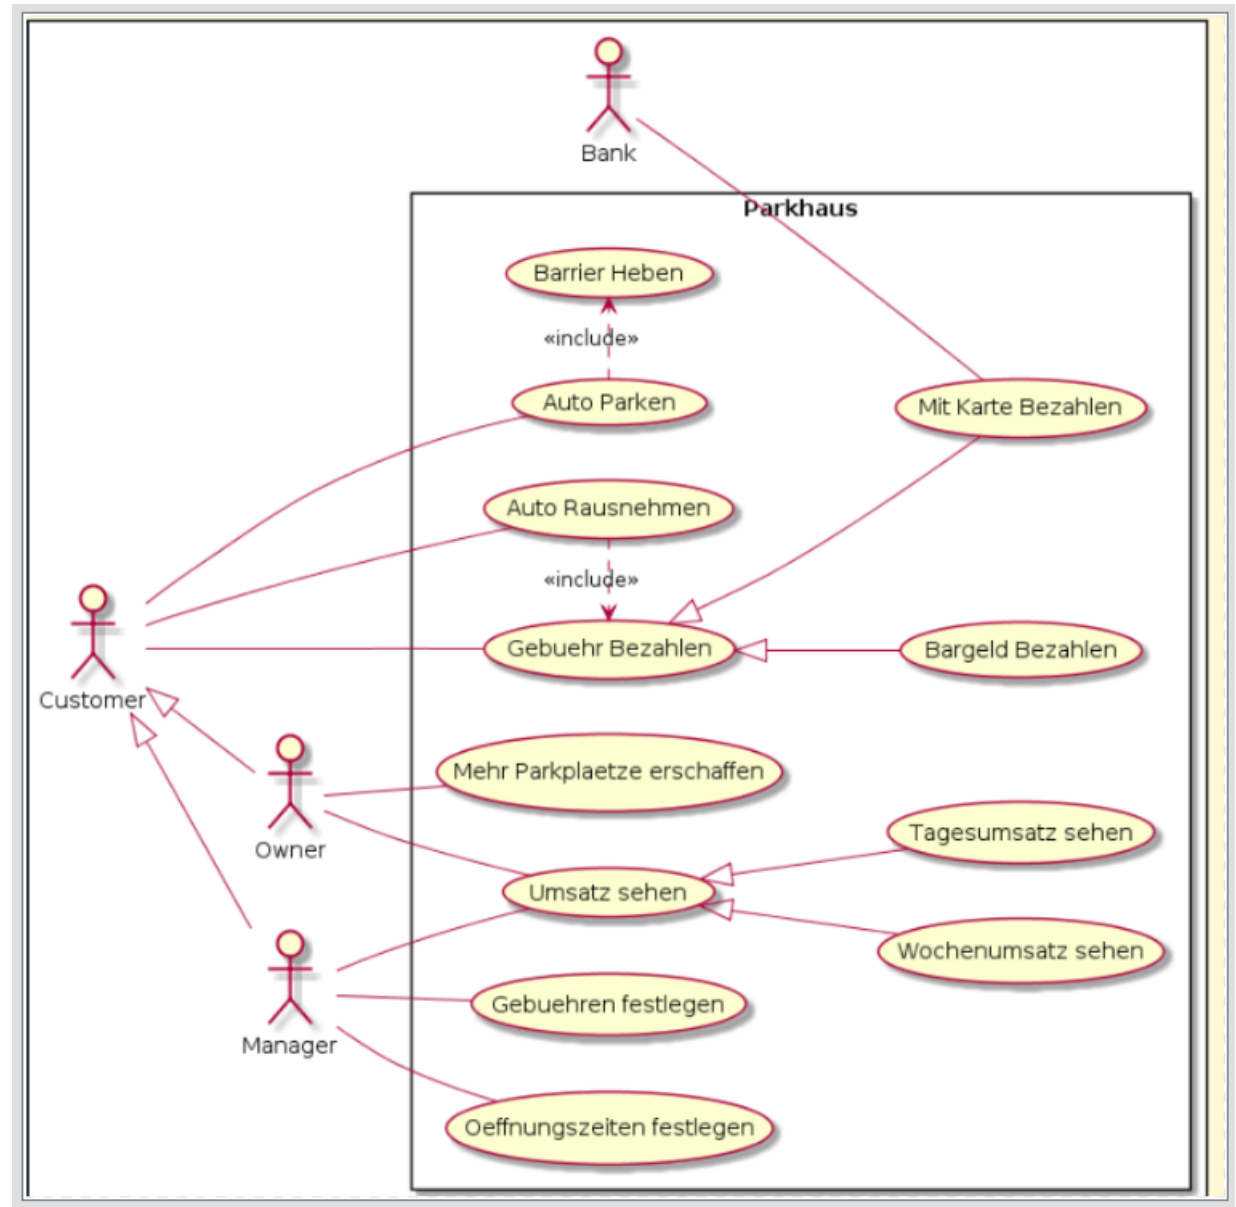 Bank
Parkhaus
Barrier Heben
«include»
Auto Parken
Mit Karte Bezahlen
Auto Rausnehmen
«include»
Gebuehr Bezahlen
Bargeld Bezahlen
Customer
Mehr Parkplaetze erschaffen
Owner
Tagesumsatz sehen
Umsatz sehen
Wochenumsatz sehen
Gebuehren festlegen
Manager
Oeffnungszeiten festlegen